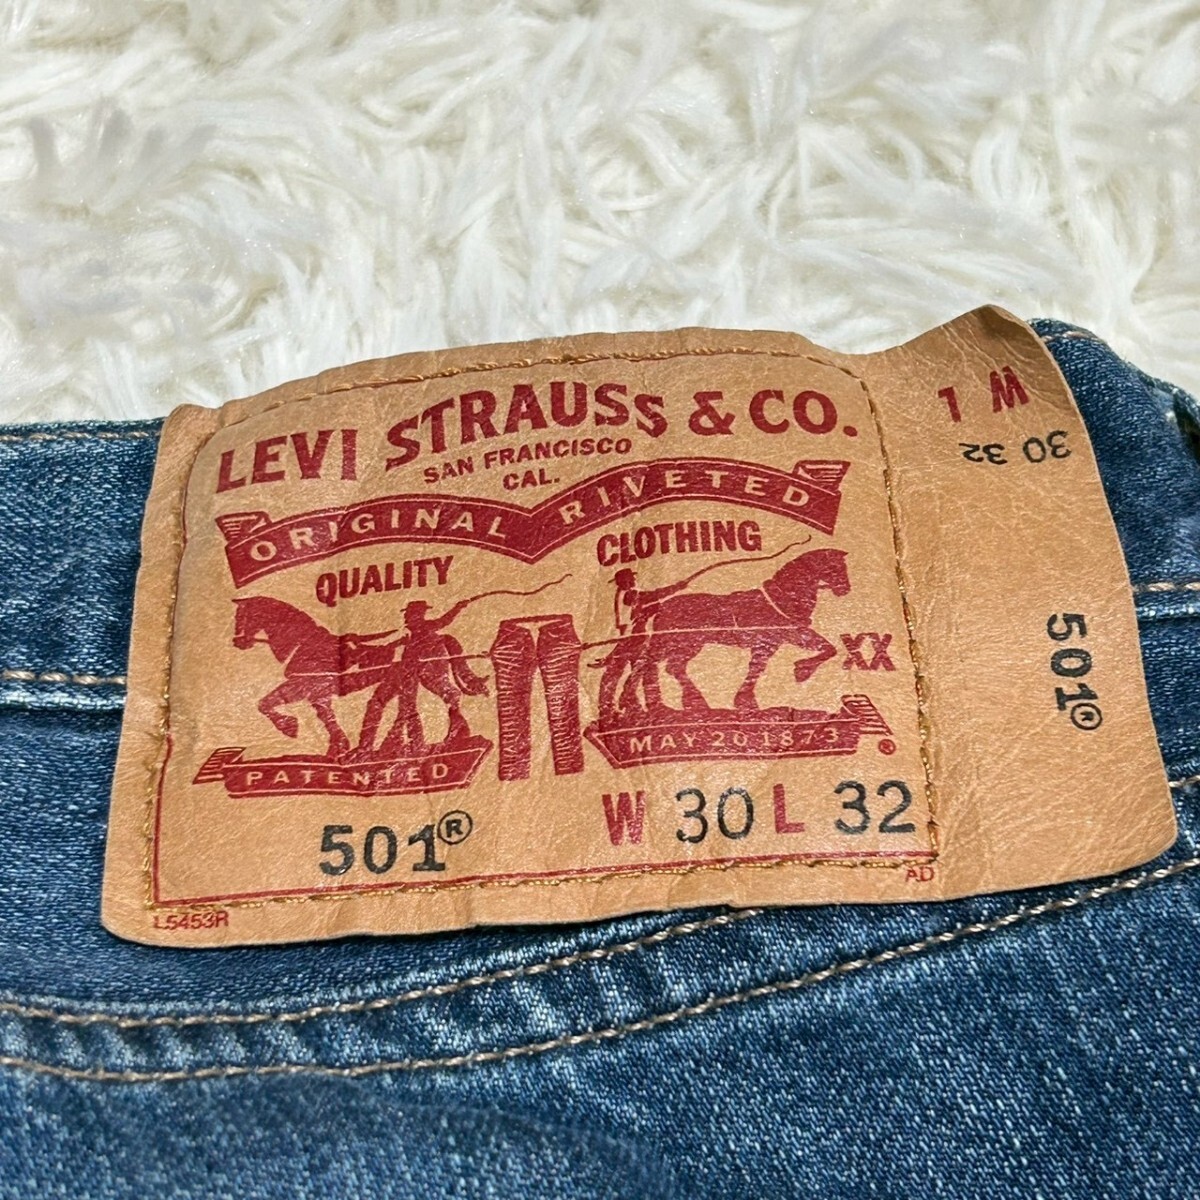 LEVI STRAUSS & CO.
SAN FRANCISCO
CAL.
ORIGINAL RIVETED
QUALITY CLOTHING
XX
PATENTED
MAY 20 1873
®
501® W 30 L 32
L5453R
AD
W L
30 32
501®